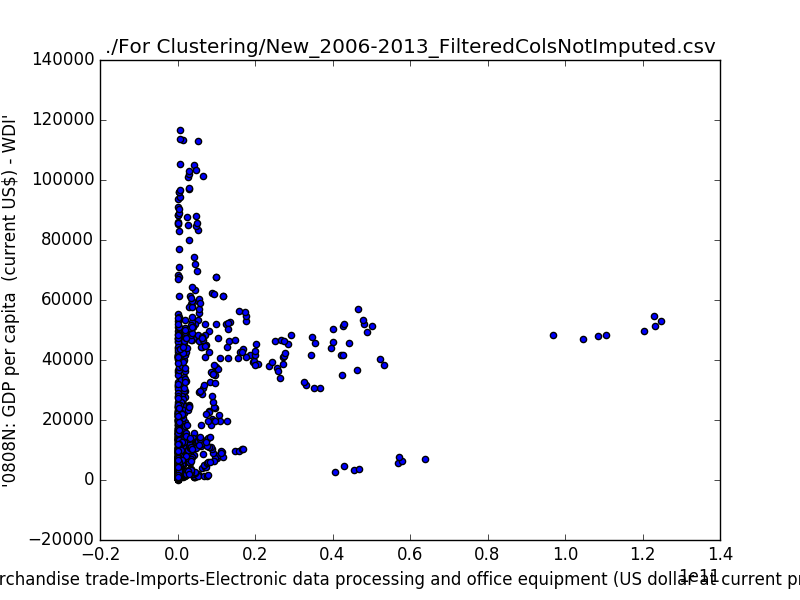 ./For Clustering/New_2006-2013_FilteredColsNotImputed.csv
140000
120000
100000
80000
60000
40000
20000
0
−20000
'0808N: GDP per capita (current US$) - WDI'
−0.2 0.0 0.2 0.4 0.6 0.8 1.0 1.2 1.4
1e11
rchandise trade-Imports-Electronic data processing and office equipment (US dollar at current pr